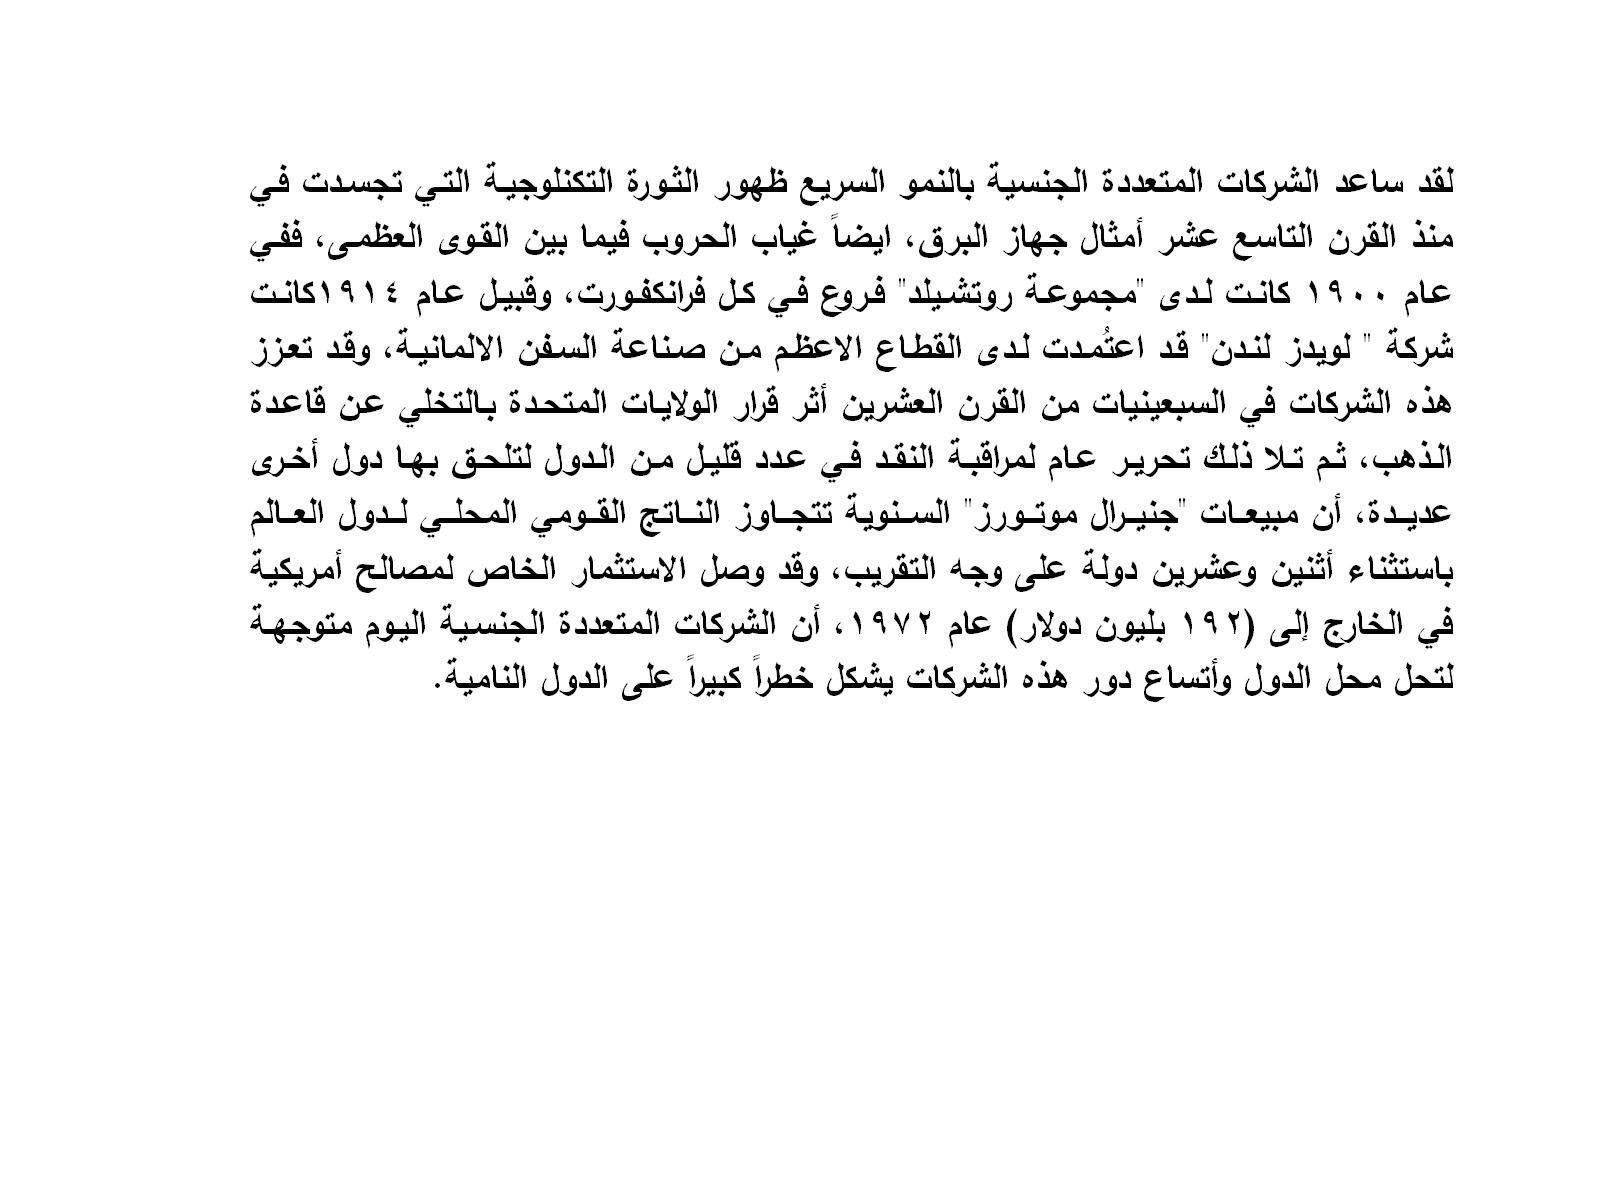 لقد ساعد الشركات المتعددة الجنسية بالنمو السريع ظهور الثورة التكنلوجية التي تجسدت في
منذ القرن التاسع عشر أمثال جهاز البرق، ايضاً غياب الحروب فيما بين القوى العظمى، ففي
عام ١٩٠٠ كانت لدى "مجموعة روتشيلد" فروع في كل فرانكفورت، وقبيل عام ١٩١٤كانت
شركة " لويدز لندن" قد اعتُمدت لدى القطاع الاعظم من صناعة السفن الالمانية، وقد تعزز
هذه الشركات في السبعينيات من القرن العشرين أثر قرار الولايات المتحدة بالتخلي عن قاعدة
الذهب، ثم تلا ذلك تحرير عام لمراقبة النقد في عدد قليل من الدول لتلحق بها دول أخرى
عديدة، أن مبيعات "جنيرال موتورز" السنوية تتجاوز الناتج القومي المحلي لدول العالم
باستثناء أثنين وعشرين دولة على وجه التقريب، وقد وصل الاستثمار الخاص لمصالح أمريكية
في الخارج إلى (١٩٢ بليون دولار) عام ١٩٧٢، أن الشركات المتعددة الجنسية اليوم متوجهة
لتحل محل الدول وأتساع دور هذه الشركات يشكل خطراً كبيراً على الدول النامية.